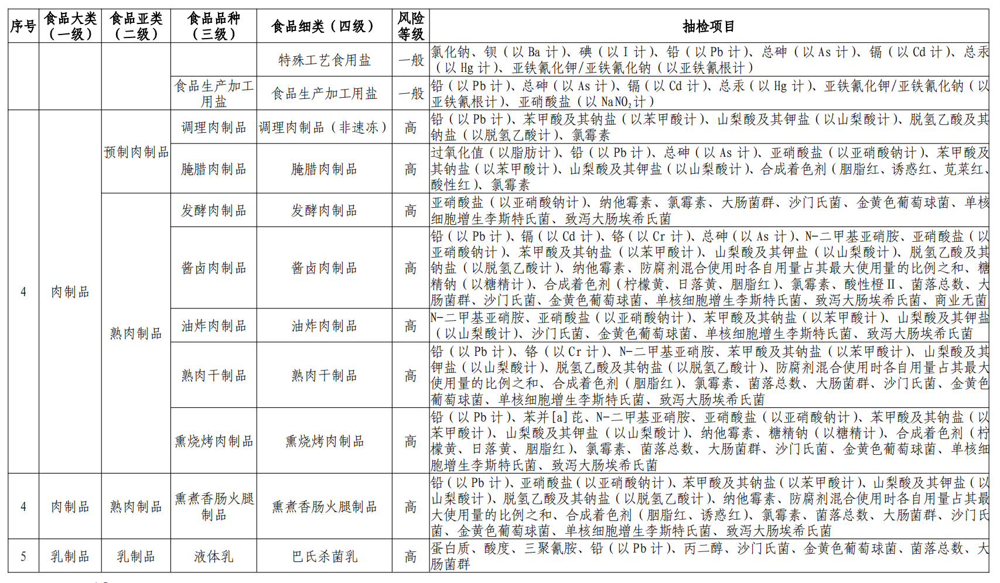 序号 食品大类（一级） 食品亚类（二级） 食品品种（三级） 食品细类（四级） 风险等级 抽检项目
特殊工艺食用盐 一般
氯化钠、钡（以 Ba 计）、碘（以 I 计）、铅（以 Pb 计）、总砷（以 As 计）、镉（以 Cd 计）、总汞
（以 Hg 计）、亚铁氰化钾/亚铁氰化钠（以亚铁氰根计）
食品生产加工
用盐
食品生产加工用盐 一般
铅（以 Pb 计）、总砷（以 As 计）、镉（以 Cd 计）、总汞（以 Hg 计）、亚铁氰化钾/亚铁氰化钠（以
亚铁氰根计）、亚硝酸盐（以 NaNO₂计）
4 肉制品
预制肉制品
调理肉制品 调理肉制品（非速冻） 高
铅（以 Pb 计）、苯甲酸及其钠盐（以苯甲酸计）、山梨酸及其钾盐（以山梨酸计）、脱氢乙酸及其
钠盐（以脱氢乙酸计）、氯霉素
腌腊肉制品 腌腊肉制品 高
过氧化值（以脂肪计）、铅（以 Pb 计）、总砷（以 As 计）、亚硝酸盐（以亚硝酸钠计）、苯甲酸及
其钠盐（以苯甲酸计）、山梨酸及其钾盐（以山梨酸计）、合成着色剂（胭脂红、诱惑红、苋菜红、
酸性红）、氯霉素
熟肉制品
发酵肉制品 发酵肉制品 高
亚硝酸盐（以亚硝酸钠计）、纳他霉素、氯霉素、大肠菌群、沙门氏菌、金黄色葡萄球菌、单核
细胞增生李斯特氏菌、致泻大肠埃希氏菌
酱卤肉制品 酱卤肉制品 高
铅（以 Pb 计）、镉（以 Cd 计）、铬（以 Cr 计）、总砷（以 As 计）、N-二甲基亚硝胺、亚硝酸盐（以
亚硝酸钠计）、苯甲酸及其钠盐（以苯甲酸计）、山梨酸及其钾盐（以山梨酸计）、脱氢乙酸及其
钠盐（以脱氢乙酸计）、纳他霉素、防腐剂混合使用时各自用量占其最大使用量的比例之和、糖
精钠（以糖精计）、合成着色剂（柠檬黄、日落黄、胭脂红）、氯霉素、酸性橙Ⅱ、菌落总数、大
肠菌群、沙门氏菌、金黄色葡萄球菌、单核细胞增生李斯特氏菌、致泻大肠埃希氏菌、商业无菌
油炸肉制品 油炸肉制品 高
N-二甲基亚硝胺、亚硝酸盐（以亚硝酸钠计）、苯甲酸及其钠盐（以苯甲酸计）、山梨酸及其钾盐
（以山梨酸计）、沙门氏菌、金黄色葡萄球菌、单核细胞增生李斯特氏菌、致泻大肠埃希氏菌
熟肉干制品 熟肉干制品 高
铅（以 Pb 计）、铬（以 Cr 计）、N-二甲基亚硝胺、苯甲酸及其钠盐（以苯甲酸计）、山梨酸及其
钾盐（以山梨酸计）、脱氢乙酸及其钠盐（以脱氢乙酸计）、防腐剂混合使用时各自用量占其最大
使用量的比例之和、合成着色剂（胭脂红）、氯霉素、菌落总数、大肠菌群、沙门氏菌、金黄色
葡萄球菌、单核细胞增生李斯特氏菌、致泻大肠埃希氏菌
熏烧烤肉制品 熏烧烤肉制品 高
铅（以 Pb 计）、苯并[a]芘、N-二甲基亚硝胺、亚硝酸盐（以亚硝酸钠计）、苯甲酸及其钠盐（以
苯甲酸计）、山梨酸及其钾盐（以山梨酸计）、纳他霉素、糖精钠（以糖精计）、合成着色剂（柠
檬黄、日落黄、胭脂红）、氯霉素、菌落总数、大肠菌群、沙门氏菌、金黄色葡萄球菌、单核细
胞增生李斯特氏菌、致泻大肠埃希氏菌
4 肉制品 熟肉制品
熏煮香肠火腿
制品
熏煮香肠火腿制品 高
铅（以 Pb 计）、亚硝酸盐（以亚硝酸钠计）、苯甲酸及其钠盐（以苯甲酸计）、山梨酸及其钾盐（以
山梨酸计）、脱氢乙酸及其钠盐（以脱氢乙酸计）、纳他霉素、防腐剂混合使用时各自用量占其最
大使用量的比例之和、合成着色剂（胭脂红、诱惑红）、氯霉素、菌落总数、大肠菌群、沙门氏
菌、金黄色葡萄球菌、单核细胞增生李斯特氏菌、致泻大肠埃希氏菌
5 乳制品 乳制品 液体乳 巴氏杀菌乳 高
蛋白质、酸度、三聚氰胺、铅（以 Pb 计）、丙二醇、沙门氏菌、金黄色葡萄球菌、菌落总数、大
肠菌群